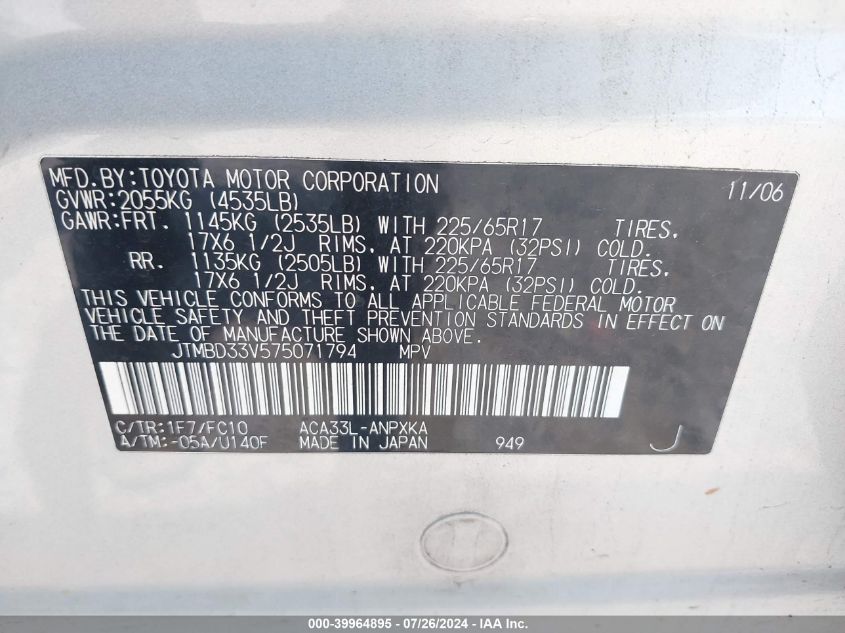 MFD.BY:TOYOTA MOTOR CORPORATION 11/06
GVWR:2055KG (4535LB)
GAWR:FRT. 1145KG (2535LB) WITH 225/65R17 TIRES,
17X6 1/2J RIMS, AT 220KPA (32PSI) COLD.
RR. 1135KG (2505LB) WITH 225/65R17 TIRES,
17X6 1/2J RIMS, AT 220KPA (32PSI) COLD.
THIS VEHICLE CONFORMS TO ALL APPLICABLE FEDERAL MOTOR
VEHICLE SAFETY AND THEFT PREVENTION STANDARDS IN EFFECT ON
THE DATE OF MANUFACTURE SHOWN ABOVE.
JTMBD33V575071794 MPV
C/TR:1F7/FC10 ACA33L-ANPXKA
A/TM:-05A/U140F MADE IN JAPAN 949 J
000-39964895 - 07/26/2024 - IAA Inc.